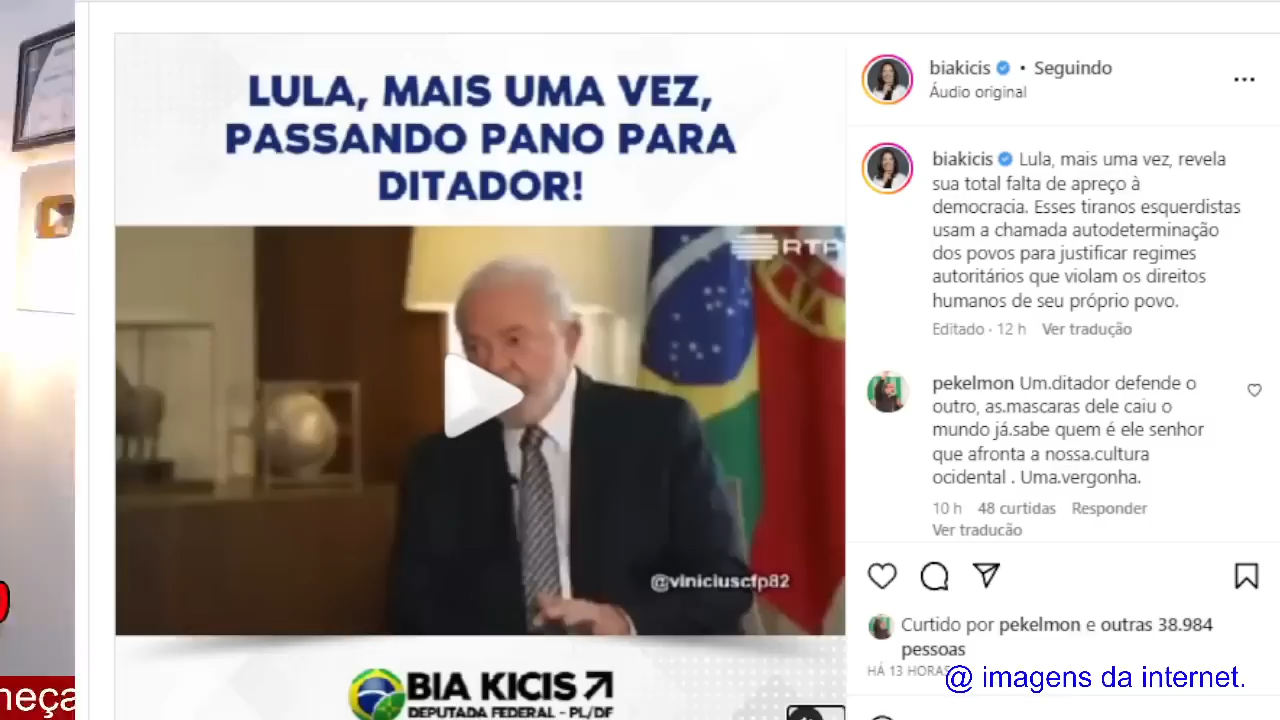 LULA, MAIS UMA VEZ,
PASSANDO PANO PARA
DITADOR!
RTP
@viniciuscfp82
BIA KICIS
DEPUTADA FEDERAL - PL/DF
biakicis • Seguindo
Áudio original
biakicis Lula, mais uma vez, revela
sua total falta de apreço à
democracia. Esses tiranos esquerdistas
usam a chamada autodeterminação
dos povos para justificar regimes
autoritários que violam os direitos
humanos de seu próprio povo.
Editado · 12 h Ver tradução
pekelmon Um.ditador defende o
outro, as.mascaras dele caiu o
mundo já.sabe quem é ele senhor
que afronta a nossa.cultura
ocidental . Uma.vergonha.
10 h 48 curtidas Responder
Ver tradução
Curtido por pekelmon e outras 38.984
pessoas
HÁ 13 HORAS
@ imagens da internet.